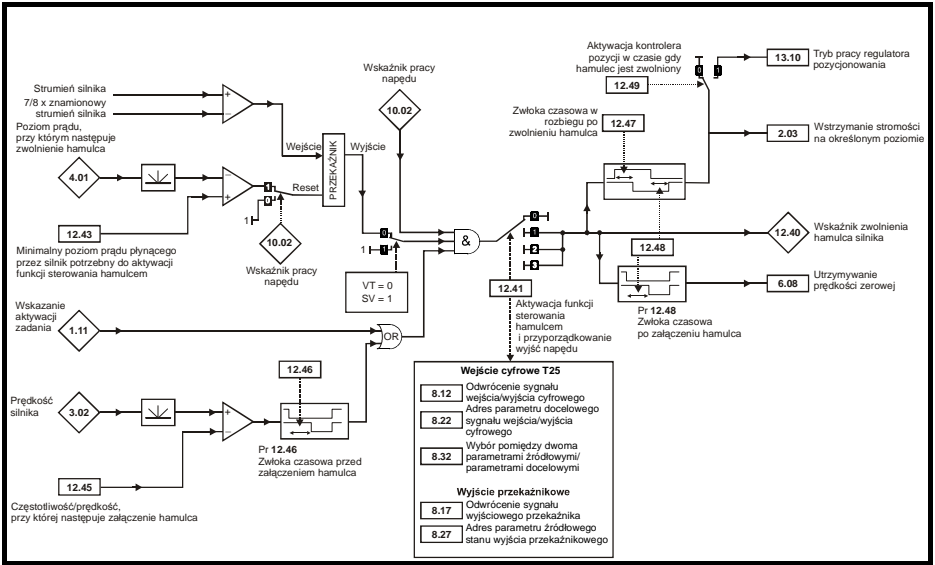 Strumień silnika
7/8 x znamionowy
strumień silnika
Poziom prądu,
przy którym następuje
zwolnienie hamulca
4.01
12.43
Minimalny poziom prądu płynącego
przez silnik potrzebny do aktywacji
funkcji sterowania hamulcem
+
−
−
+
1
0
1
Reset
Wejście
PRZEKAŹNIK
Wyjście
10.02
Wskaźnik pracy
napędu
Wskaźnik pracy
napędu
10.02
0
1
1
VT = 0
SV = 1
&
Wskazanie
aktywacji
zadania
1.11
OR
Prędkość
silnika
3.02
+
−
12.45
Częstotliwość/prędkość,
przy której następuje załączenie hamulca
12.46
Pr 12.46
Zwłoka czasowa przed
załączeniem hamulca
0
1
2
3
12.41
Aktywacja funkcji
sterowania
hamulcem
i przyporządkowanie
wyjść napędu
Wejście cyfrowe T25
8.12
Odwrócenie sygnału
wejścia/wyjścia cyfrowego
8.22
Adres parametru docelowego
sygnału wejścia/wyjścia
cyfrowego
8.32
Wybór pomiędzy dwoma
parametrami źródłowymi/
parametrami docelowymi
Wyjście przekaźnikowe
8.17
Odwrócenie sygnału
wyjściowego przekaźnika
8.27
Adres parametru źródłowego
stanu wyjścia przekaźnikowego
Aktywacja kontrolera
pozycji w czasie gdy
hamulec jest zwolniony
12.49
0
1
Zwłoka czasowa w
rozbiegu po
zwolnieniu hamulca
12.47
12.48
Pr 12.48
Zwłoka czasowa
po załączeniu hamulca
13.10
Tryb pracy regulatora
pozycjonowania
2.03
Wstrzymanie stromości
na określonym poziomie
12.40
Wskaźnik zwolnienia
hamulca silnika
6.08
Utrzymywanie
prędkości zerowej